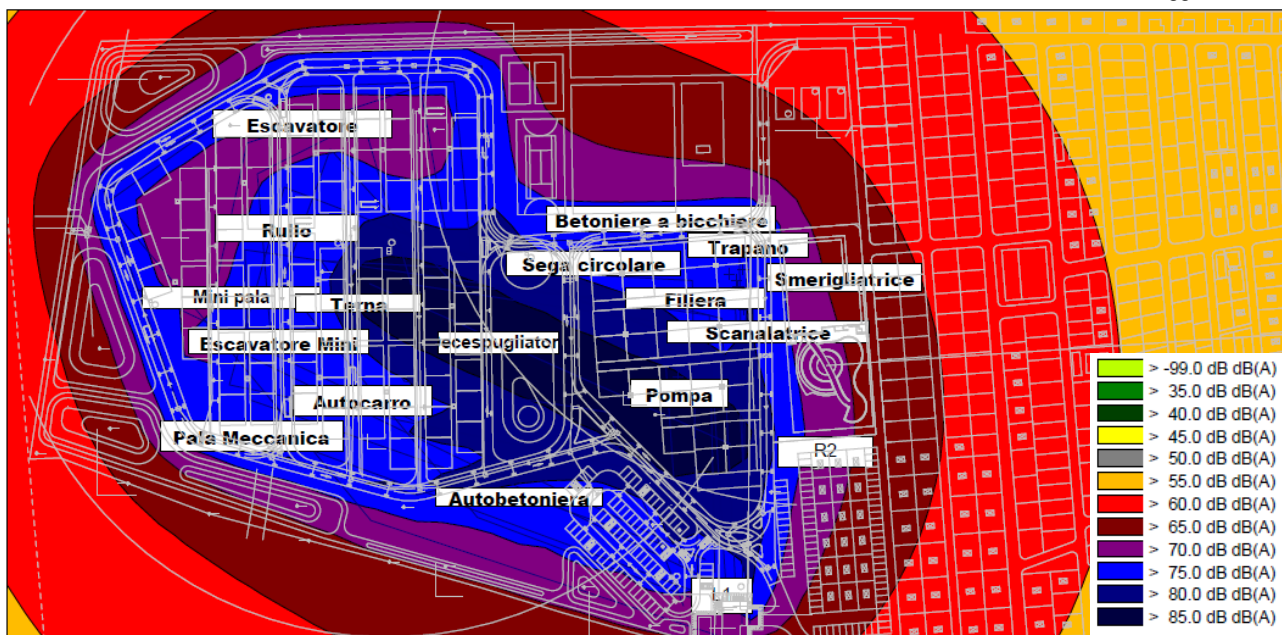 Escavatore
Rullo
Betoniere a bicchiere
Trapano
Sega circolare
Smerigliatrice
Mini pala
Terna
Filiera
Escavatore Mini
ecespugliator
Scanalatrice
Autocarro
Pompa
Pala Meccanica
R2
Autobetoniera
> -99.0 dB dB(A)
> 35.0 dB dB(A)
> 40.0 dB dB(A)
> 45.0 dB dB(A)
> 50.0 dB dB(A)
> 55.0 dB dB(A)
> 60.0 dB dB(A)
> 65.0 dB dB(A)
> 70.0 dB dB(A)
> 75.0 dB dB(A)
> 80.0 dB dB(A)
> 85.0 dB dB(A)